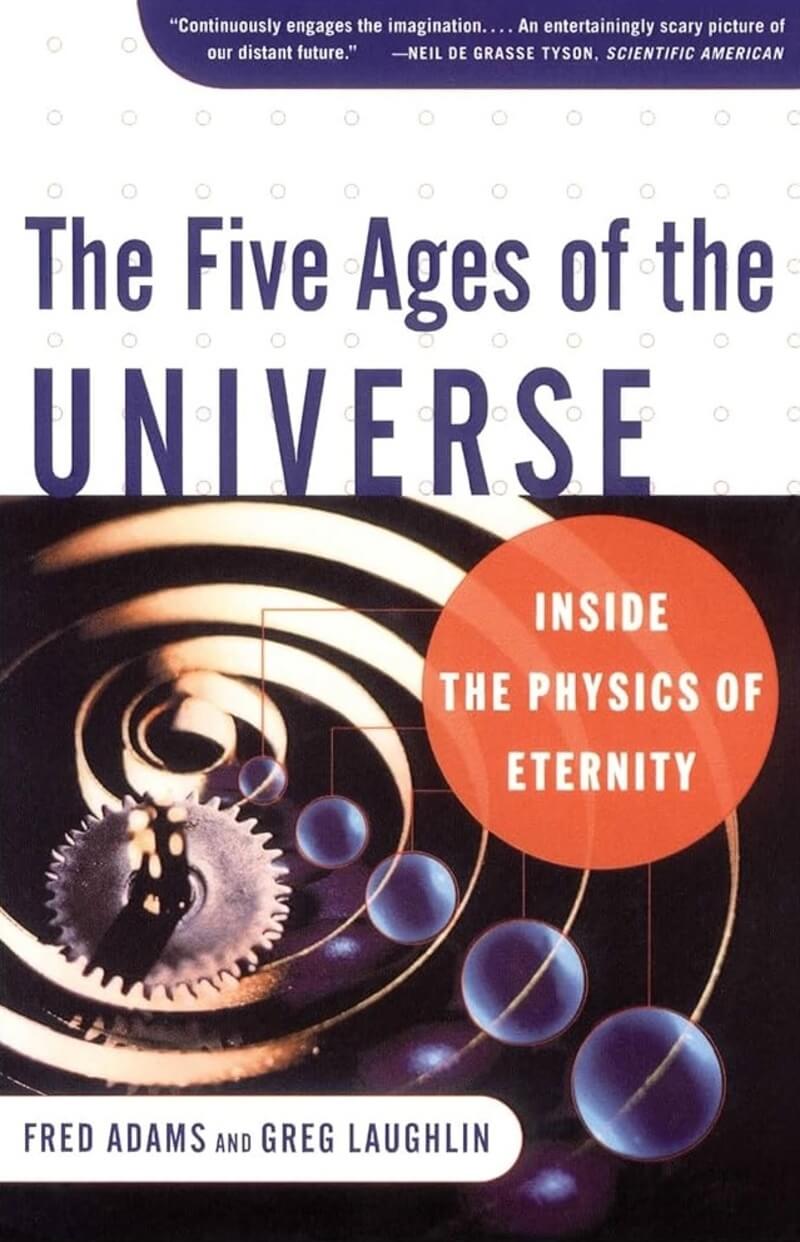 “Continuously engages the imagination.... An entertainingly scary picture of
our distant future.” —NEIL DE GRASSE TYSON, SCIENTIFIC AMERICAN
The Five Ages of the
UNIVERSE
INSIDE
THE PHYSICS OF
ETERNITY
FRED ADAMS AND GREG LAUGHLIN